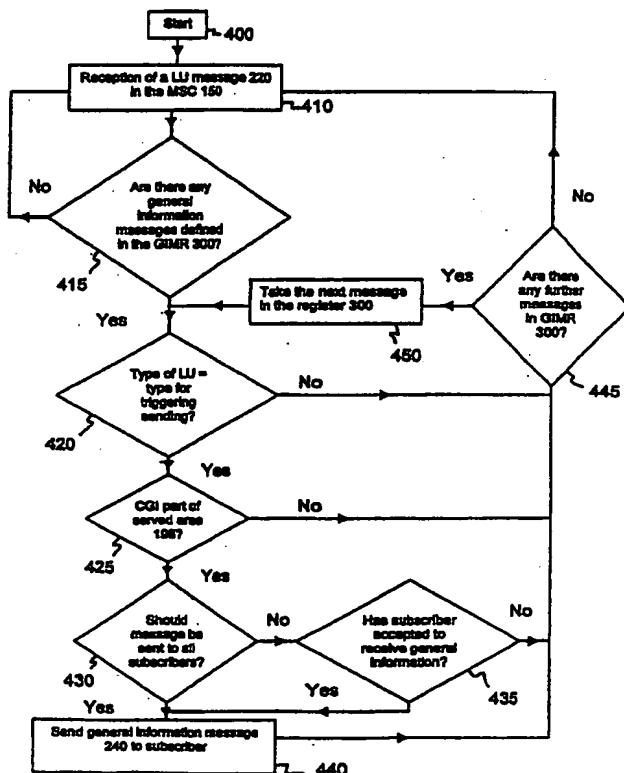 Start
400
Reception of a LU message 220
in the MSC 150
410
No
Are there any
general
information
messages defined
in the GIMR 300?
415
Yes
Take the next message
in the register 300
450
Yes
Are there
any further
messages
in GIMR
300?
No
445
Type of LU =
type for
triggering
sending?
No
420
Yes
CGI part of
served area
195?
No
425
Yes
Should
message be
sent to all
subscribers?
No
430
Has subscriber
accepted to
receive general
information?
No
435
Yes
Yes
Send general information message
240 to subscriber
440